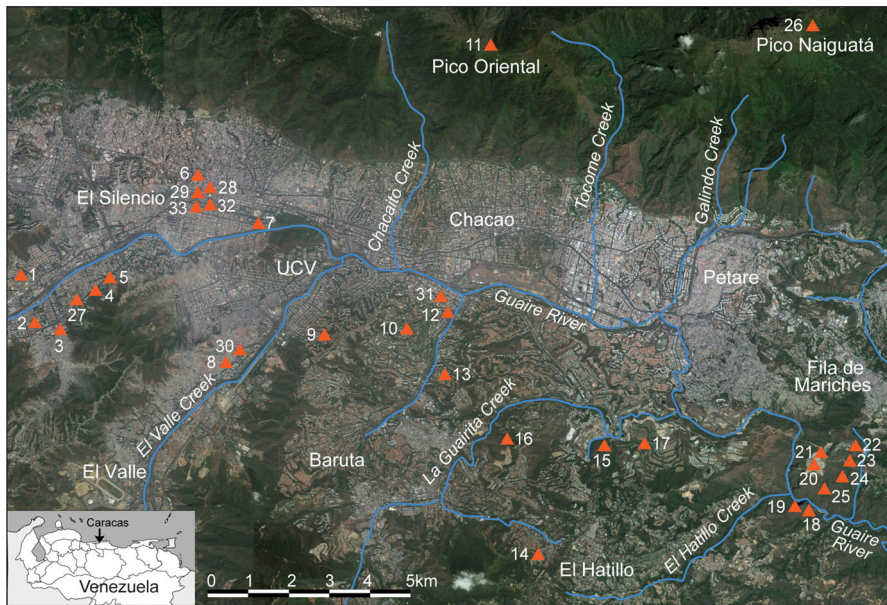 26
11
Pico Naiguatá
Pico Oriental
Chacaito Creek
Tocome Creek
Galindo Creek
6
28
El Silencio
29
33
32
7
Chacao
UCV
Petare
1
5
4
27
2
3
31
12
Guaire River
9
10
30
8
El Valle Creek
13
Fila de
Mariches
La Guairita Creek
16
15
17
22
21
23
20
24
25
Baruta
El Valle
19
18
El Hatillo Creek
Guaire
River
14
El Hatillo
Caracas
Venezuela
0 1 2 3 4 5km